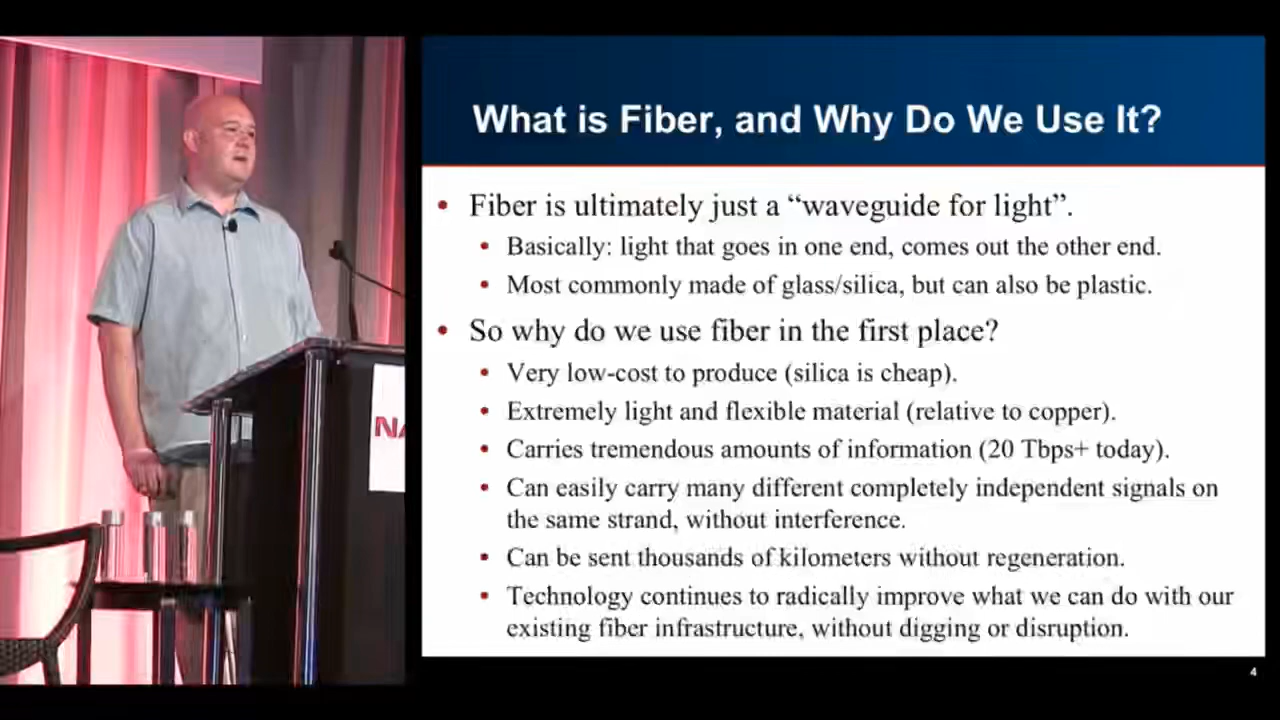 What is Fiber, and Why Do We Use It?
• Fiber is ultimately just a “waveguide for light”.
• Basically: light that goes in one end, comes out the other end.
• Most commonly made of glass/silica, but can also be plastic.
• So why do we use fiber in the first place?
• Very low-cost to produce (silica is cheap).
• Extremely light and flexible material (relative to copper).
• Carries tremendous amounts of information (20 Tbps+ today).
• Can easily carry many different completely independent signals on
the same strand, without interference.
• Can be sent thousands of kilometers without regeneration.
• Technology continues to radically improve what we can do with our
existing fiber infrastructure, without digging or disruption.
4